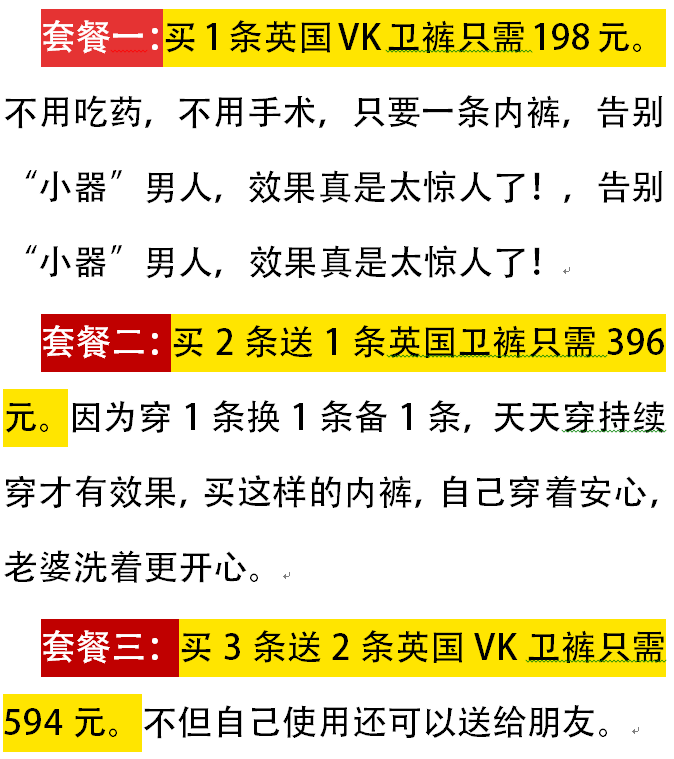 套餐一：买 1 条英国 VK 卫裤只需 198 元。
不用吃药，不用手术，只要一条内裤，告别
“小器”男人，效果真是太惊人了！，告别
“小器”男人，效果真是太惊人了！
套餐二：买 2 条送 1 条英国卫裤只需 396
元。因为穿 1 条换 1 条备 1 条，天天穿持续
穿才有效果，买这样的内裤，自己穿着安心，
老婆洗着更开心。
套餐三：买 3 条送 2 条英国 VK 卫裤只需
594 元。不但自己使用还可以送给朋友。